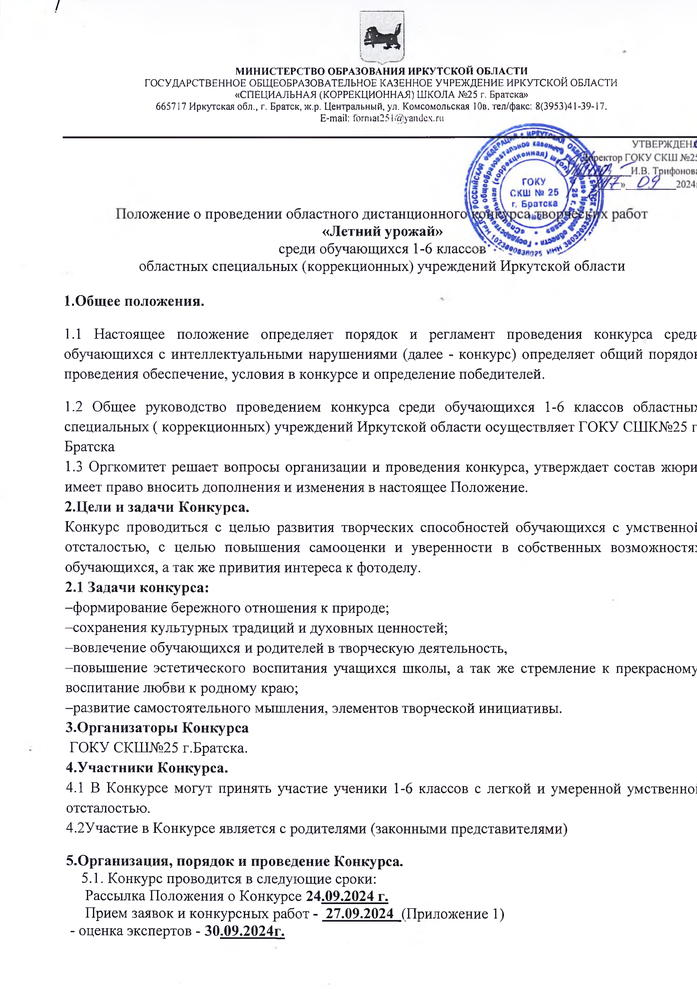 МИНИСТЕРСТВО ОБРАЗОВАНИЯ ИРКУТСКОЙ ОБЛАСТИ
ГОСУДАРСТВЕННОЕ ОБЩЕОБРАЗОВАТЕЛЬНОЕ КАЗЕННОЕ УЧРЕЖДЕНИЕ ИРКУТСКОЙ ОБЛАСТИ
«СПЕЦИАЛЬНАЯ (КОРРЕКЦИОННАЯ) ШКОЛА №25 г. Братска»
665717 Иркутская обл., г. Братск, ж.р. Центральный, ул. Комсомольская 10в. тел/факс: 8(3953)41-39-17.
E-mail: format251@yandex.ru
УТВЕРЖДЕНА
Директор ГОКУ СКШ №25
И.В. Трифонова
«17» 09 2024г
ГОКУ
СКШ № 25
г. Братска
№2
Положение о проведении областного дистанционного конкурса творческих работ
«Летний урожай»
среди обучающихся 1-6 классов
областных специальных (коррекционных) учреждений Иркутской области
1.Общее положения.
1.1 Настоящее положение определяет порядок и регламент проведения конкурса среди
обучающихся с интеллектуальными нарушениями (далее - конкурс) определяет общий порядок
проведения обеспечение, условия в конкурсе и определение победителей.
1.2 Общее руководство проведением конкурса среди обучающихся 1-6 классов областных
специальных ( коррекционных) учреждений Иркутской области осуществляет ГОКУ СШК№25 г
Братска
1.3 Оргкомитет решает вопросы организации и проведения конкурса, утверждает состав жюри
имеет право вносить дополнения и изменения в настоящее Положение.
2.Цели и задачи Конкурса.
Конкурс проводиться с целью развития творческих способностей обучающихся с умственной
отсталостью, с целью повышения самооценки и уверенности в собственных возможностях
обучающихся, а так же привития интереса к фотоделу.
2.1 Задачи конкурса:
–формирование бережного отношения к природе;
–сохранения культурных традиций и духовных ценностей;
–вовлечение обучающихся и родителей в творческую деятельность,
–повышение эстетического воспитания учащихся школы, а так же стремление к прекрасному
воспитание любви к родному краю;
–развитие самостоятельного мышления, элементов творческой инициативы.
3.Организаторы Конкурса
ГОКУ СКШ№25 г.Братска.
4.Участники Конкурса.
4.1 В Конкурсе могут принять участие ученики 1-6 классов с легкой и умеренной умственной
отсталостью.
4.2Участие в Конкурсе является с родителями (законными представителями)
5.Организация, порядок и проведение Конкурса.
5.1. Конкурс проводится в следующие сроки:
Рассылка Положения о Конкурсе 24.09.2024 г.
Прием заявок и конкурсных работ - 27.09.2024 (Приложение 1)
- оценка экспертов - 30.09.2024г.